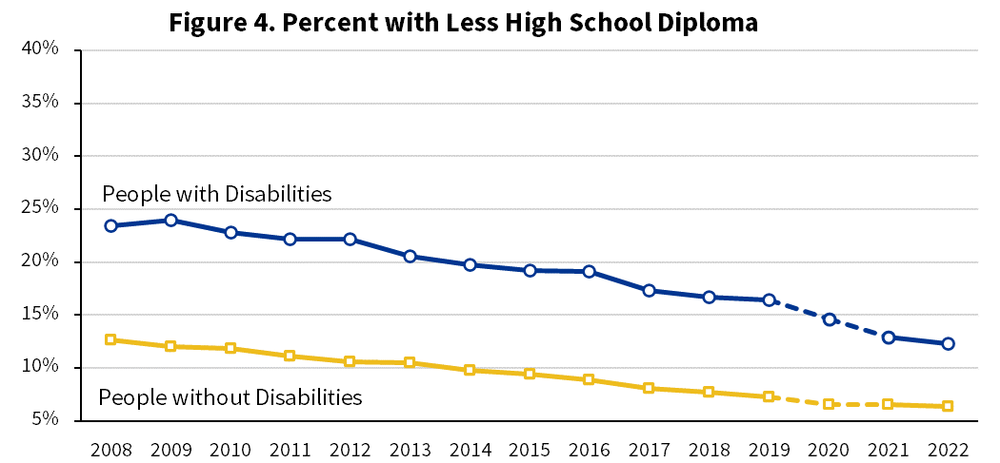 Figure 4. Percent with Less High School Diploma
40%
35%
30%
People with Disabilities
25%
20%
15%
10%
People without Disabilities
5%
2008 2009 2010 2011 2012 2013 2014 2015 2016 2017 2018 2019 2020 2021 2022